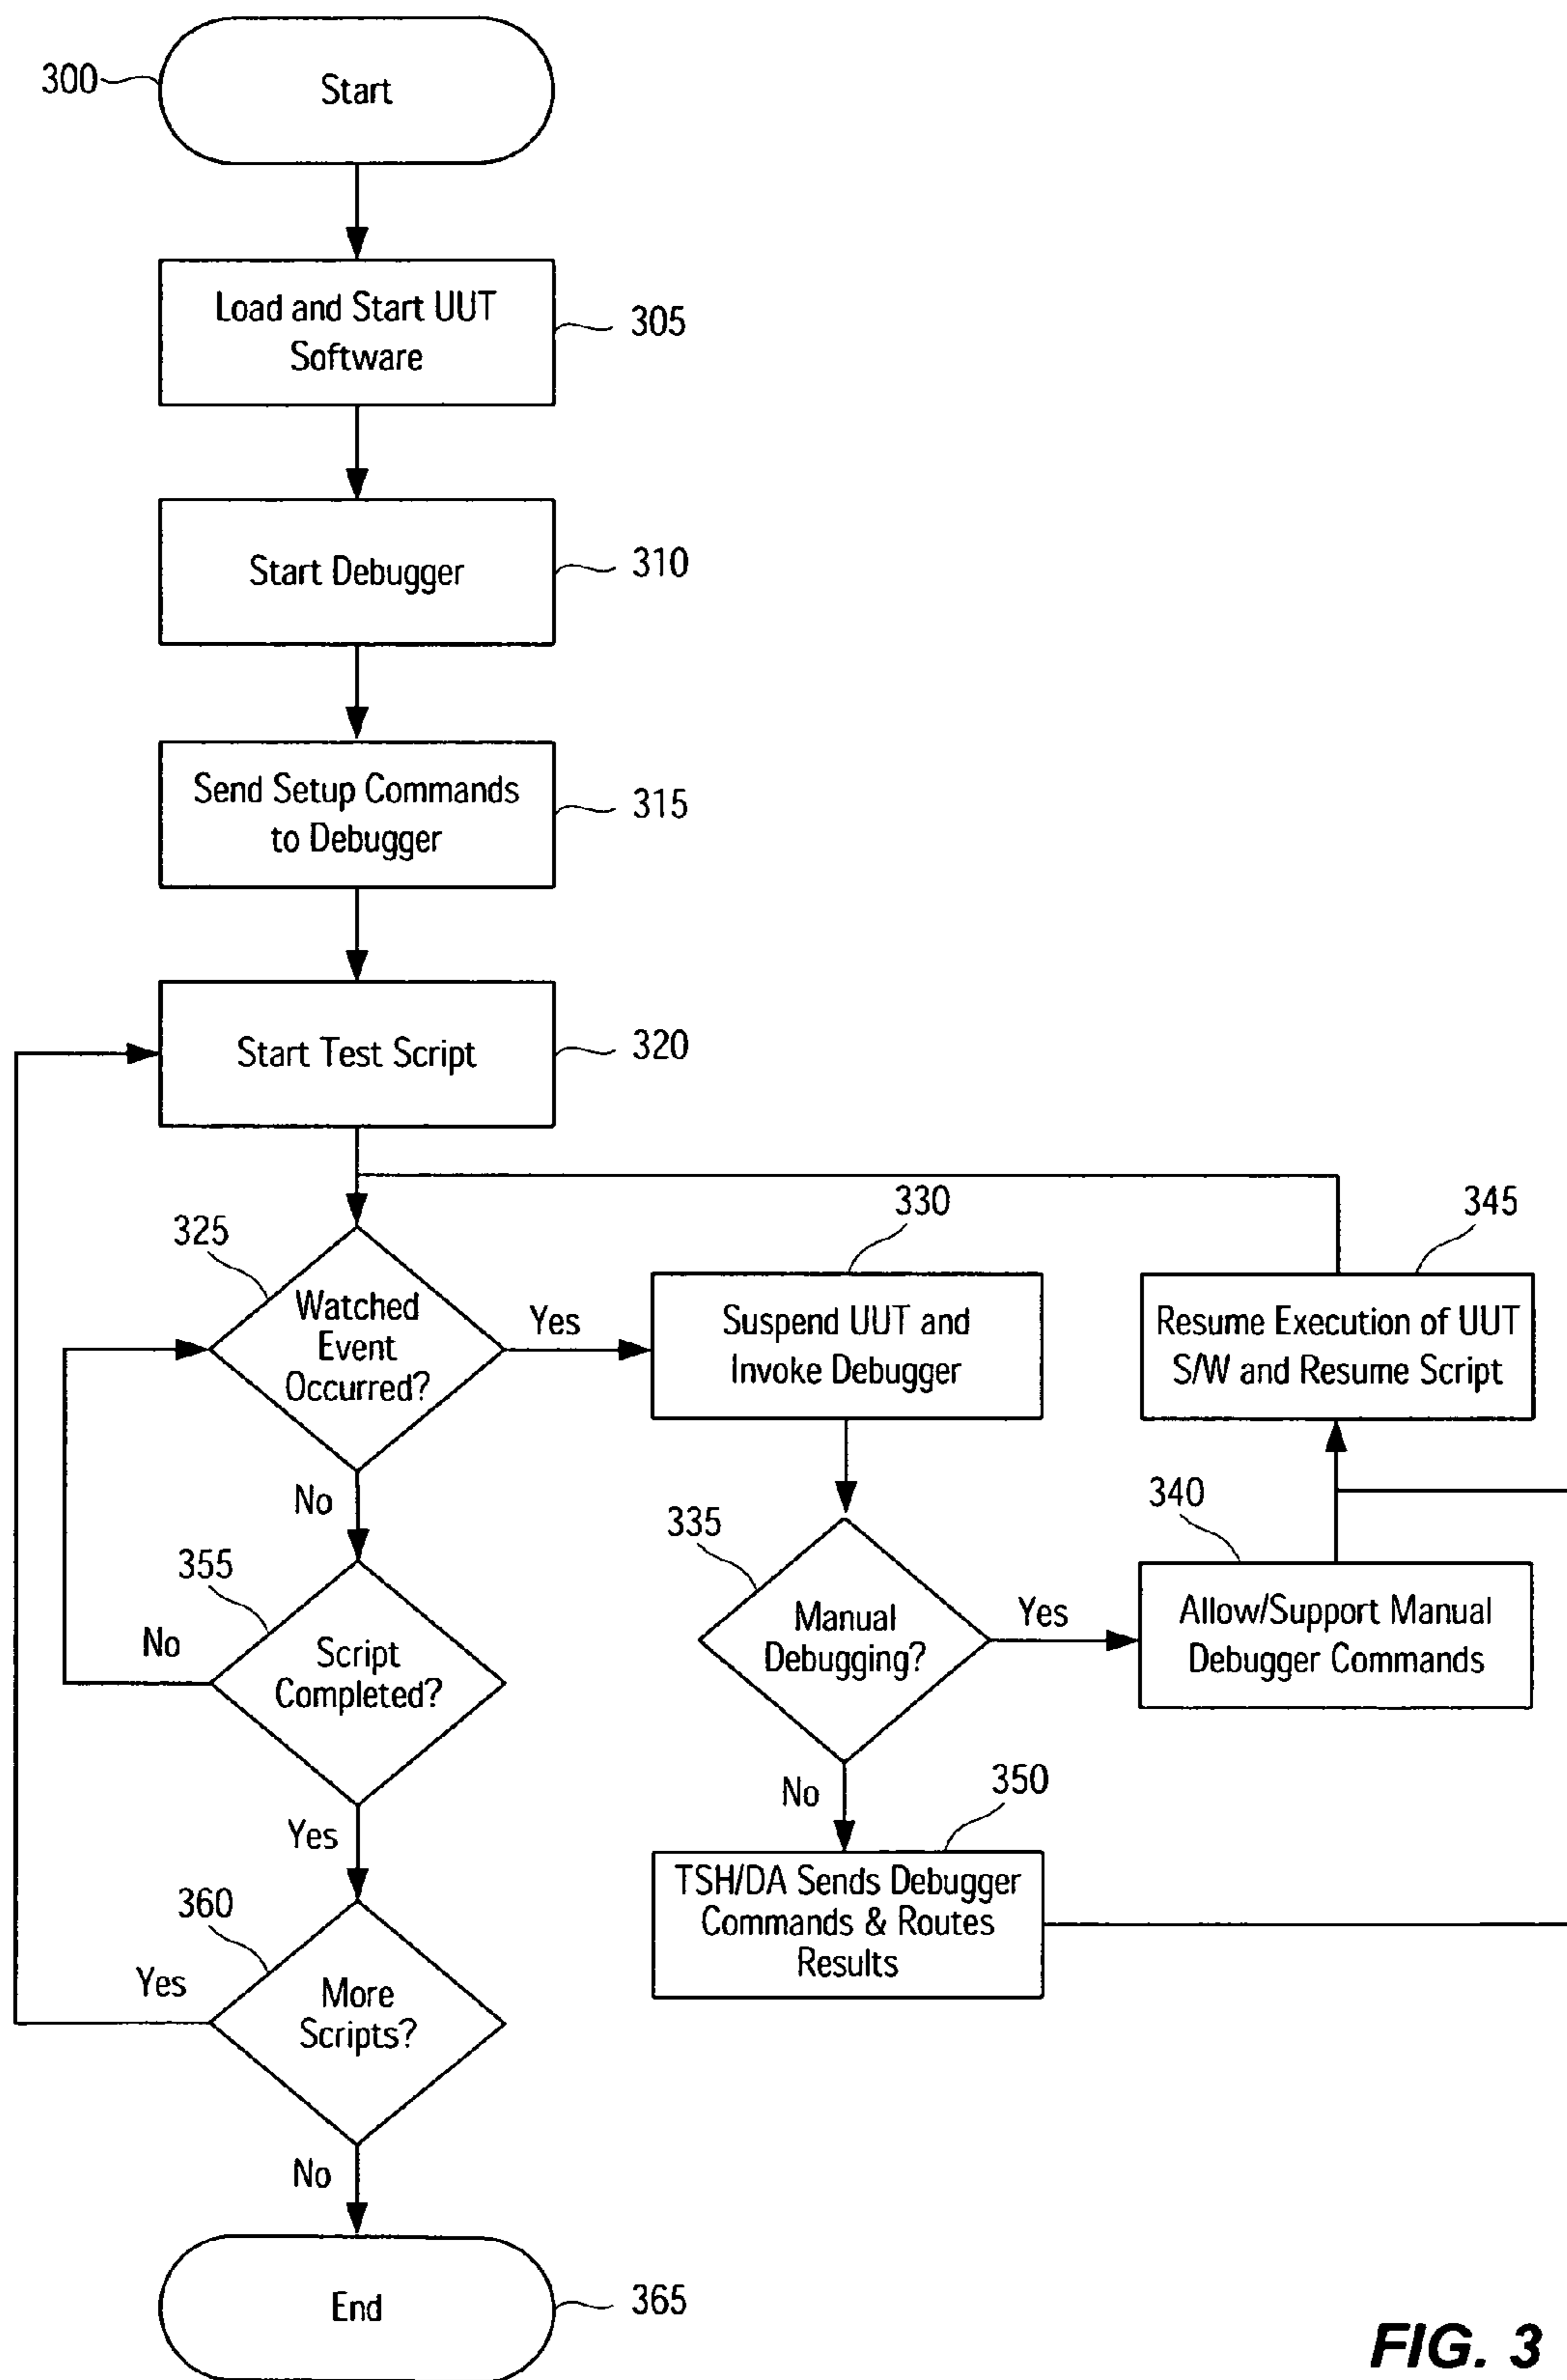 300
Start
Load and Start UUT
Software
305
Start Debugger
310
Send Setup Commands
to Debugger
315
Start Test Script
320
325
Watched
Event
Occurred?
Yes
No
330
Suspend UUT and
Invoke Debugger
345
Resume Execution of UUT
S/W and Resume Script
335
Manual
Debugging?
Yes
No
340
Allow/Support Manual
Debugger Commands
350
TSH/DA Sends Debugger
Commands & Routes
Results
355
Script
Completed?
No
Yes
360
More
Scripts?
Yes
No
End
365
FIG. 3